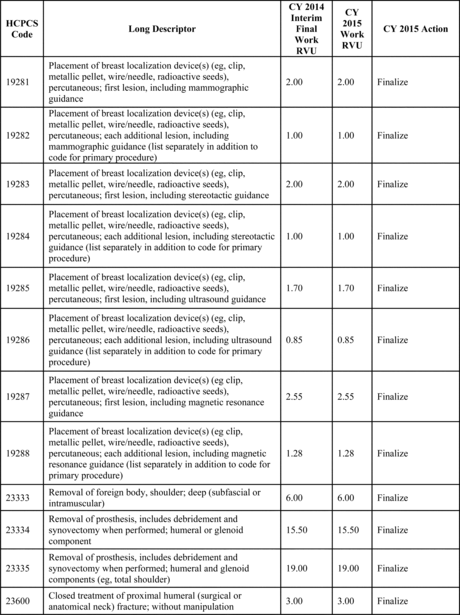 HCPCS
Code
Long Descriptor
CY 2014
Interim
Final
Work
RVU
CY
2015
Work
RVU
CY 2015 Action
19281
Placement of breast localization device(s) (eg, clip,
metallic pellet, wire/needle, radioactive seeds),
percutaneous; first lesion, including mammographic
guidance
2.00
2.00
Finalize
19282
Placement of breast localization device(s) (eg, clip,
metallic pellet, wire/needle, radioactive seeds),
percutaneous; each additional lesion, including
mammographic guidance (list separately in addition to
code for primary procedure)
1.00
1.00
Finalize
19283
Placement of breast localization device(s) (eg, clip,
metallic pellet, wire/needle, radioactive seeds),
percutaneous; first lesion, including stereotactic guidance
2.00
2.00
Finalize
19284
Placement of breast localization device(s) (eg, clip,
metallic pellet, wire/needle, radioactive seeds),
percutaneous; each additional lesion, including stereotactic
guidance (list separately in addition to code for primary
procedure)
1.00
1.00
Finalize
19285
Placement of breast localization device(s) (eg, clip,
metallic pellet, wire/needle, radioactive seeds),
percutaneous; first lesion, including ultrasound guidance
1.70
1.70
Finalize
19286
Placement of breast localization device(s) (eg, clip,
metallic pellet, wire/needle, radioactive seeds),
percutaneous; each additional lesion, including ultrasound
guidance (list separately in addition to code for primary
procedure)
0.85
0.85
Finalize
19287
Placement of breast localization device(s) (eg clip,
metallic pellet, wire/needle, radioactive seeds),
percutaneous; first lesion, including magnetic resonance
guidance
2.55
2.55
Finalize
19288
Placement of breast localization device(s) (eg clip,
metallic pellet, wire/needle, radioactive seeds),
percutaneous; each additional lesion, including magnetic
resonance guidance (list separately in addition to code for
primary procedure)
1.28
1.28
Finalize
23333
Removal of foreign body, shoulder; deep (subfascial or
intramuscular)
6.00
6.00
Finalize
23334
Removal of prosthesis, includes debridement and
synovectomy when performed; humeral or glenoid
component
15.50
15.50
Finalize
23335
Removal of prosthesis, includes debridement and
synovectomy when performed; humeral and glenoid
components (eg, total shoulder)
19.00
19.00
Finalize
23600
Closed treatment of proximal humeral (surgical or
anatomical neck) fracture; without manipulation
3.00
3.00
Finalize